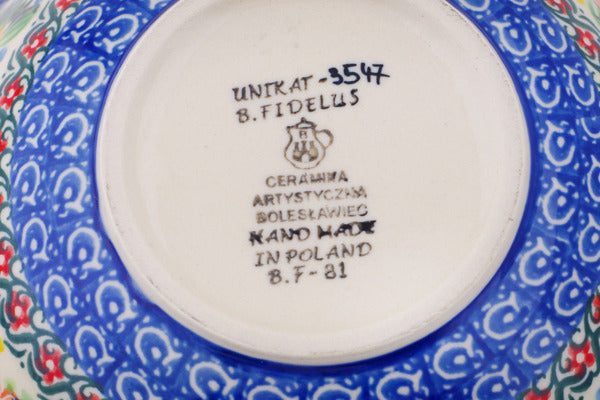 UNIKAT-3547
B. FIDELUS
B
CERAMIKA
ARTYSTYCZNA
BOLESŁAWIEC
HAND MADE
IN POLAND
B.F-81